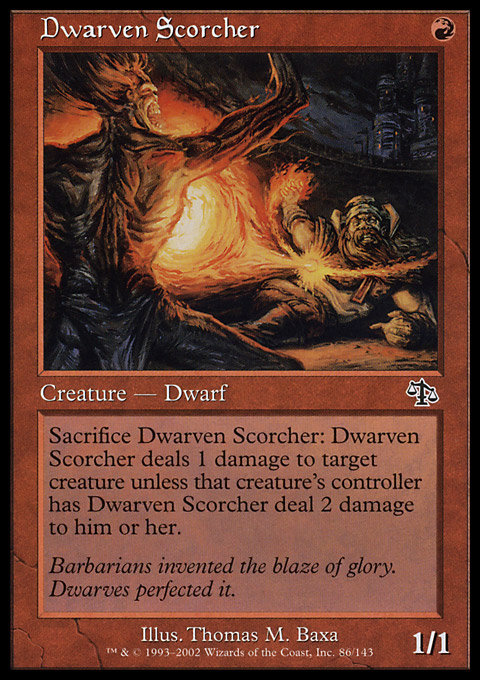 Dwarven Scorcher
Creature — Dwarf
Sacrifice Dwarven Scorcher: Dwarven
Scorcher deals 1 damage to target
creature unless that creature's controller
has Dwarven Scorcher deal 2 damage
to him or her.
Barbarians invented the blaze of glory.
Dwarves perfected it.
Illus. Thomas M. Baxa
™ & © 1993–2002 Wizards of the Coast, Inc. 86/143
1/1